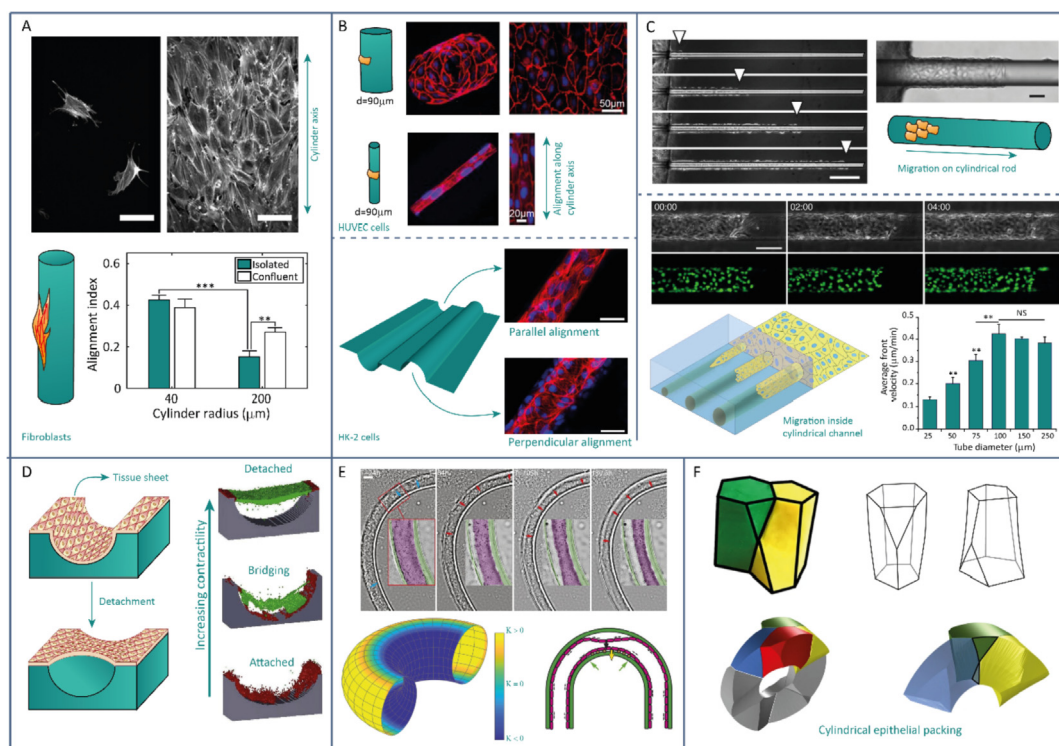 A
Cylinder axis
Isolated
Confluent
***
**
Alignment index
0.6
0.4
0.2
0
40
200
Cylinder radius (μm)
Fibroblasts
B
d=90μm
50μm
d=90μm
20μm
Alignment along
cylinder axis
HUVEC cells
Parallel alignment
HK-2 cells
Perpendicular alignment
C
Migration on cylindrical rod
00:00
02:00
04:00
Migration inside
cylindrical channel
Average front
velocity (μm/min)
0.5
0.4
0.3
0.2
0.1
0
**
**
**
NS
25
50
75
100
150
250
Tube diameter (μm)
D
Tissue sheet
Detachment
Increasing contractility
Detached
Bridging
Attached
E
K > 0
K = 0
K < 0
F
Cylindrical epithelial packing